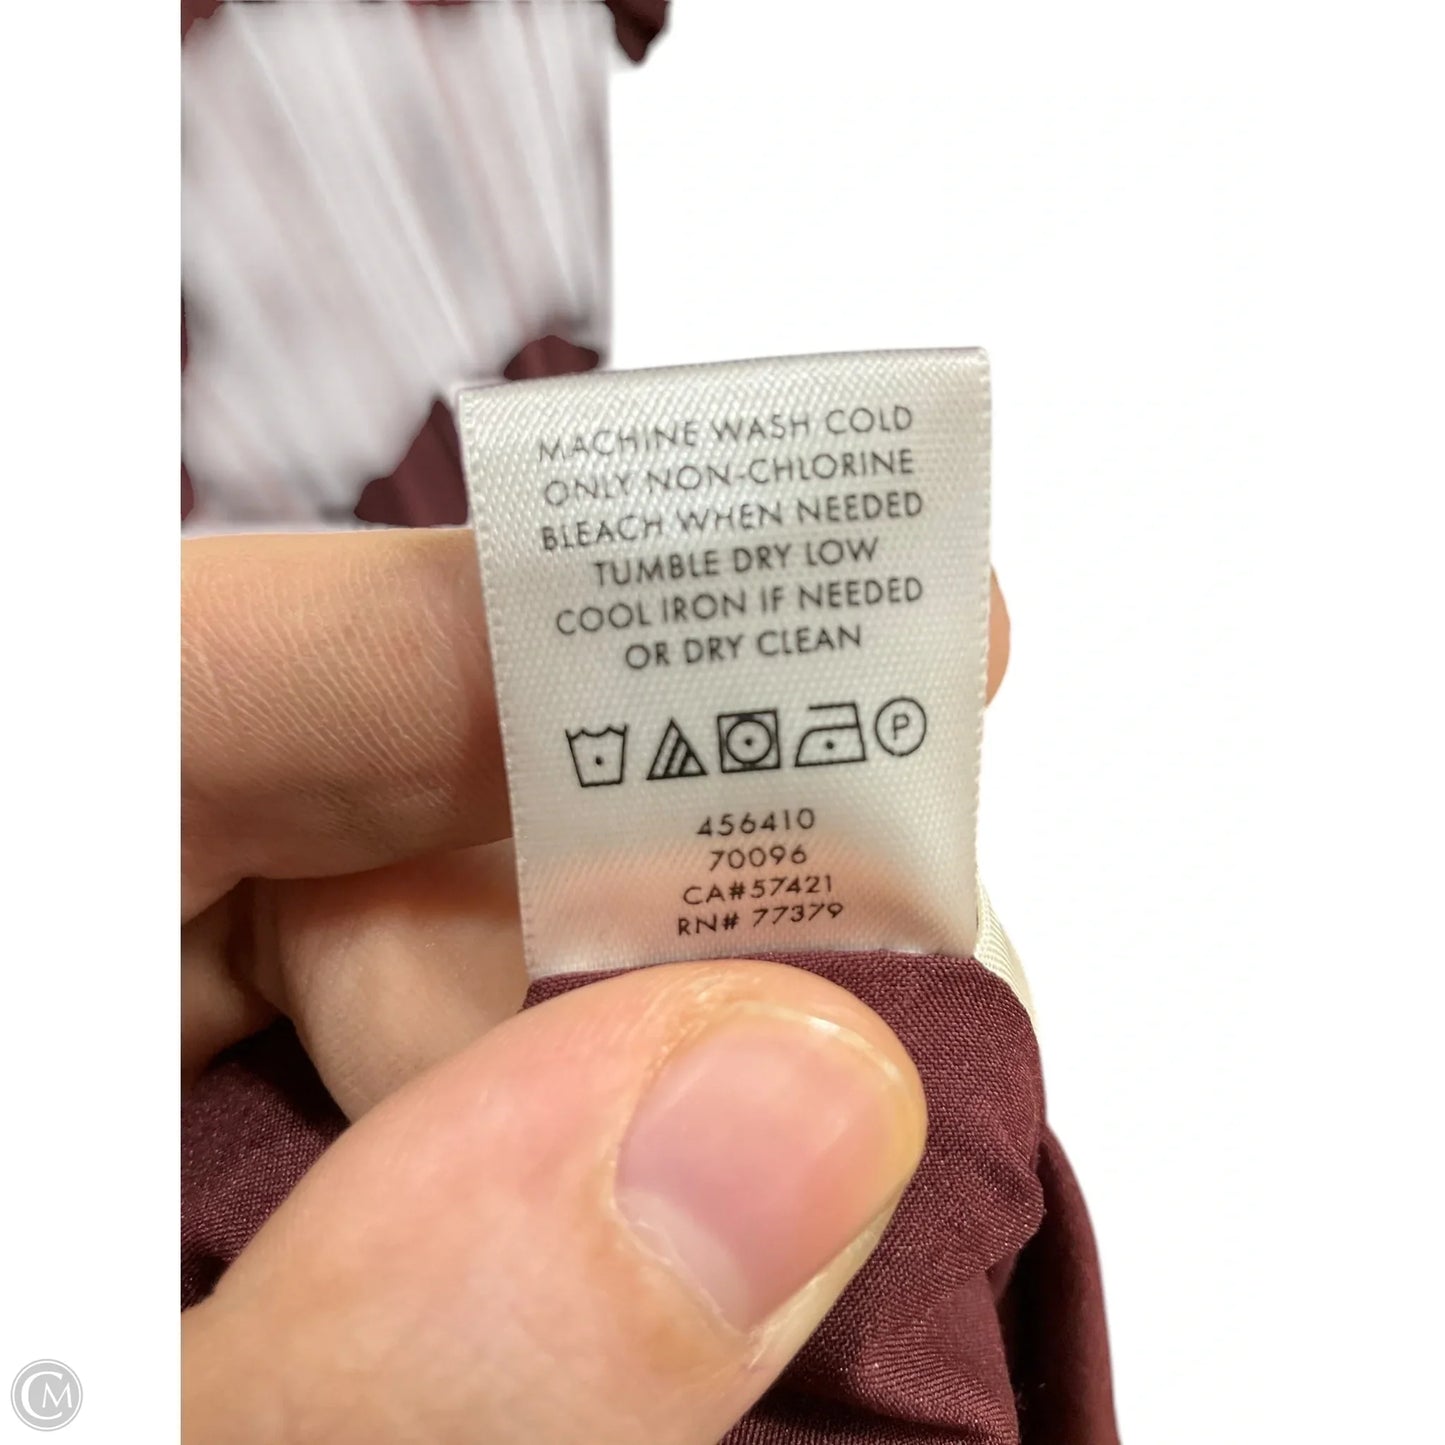 MACHINE WASH COLD
ONLY NON-CHLORINE
BLEACH WHEN NEEDED
TUMBLE DRY LOW
COOL IRON IF NEEDED
OR DRY CLEAN
P
456410
70096
CA#57421
RN# 77379
CM